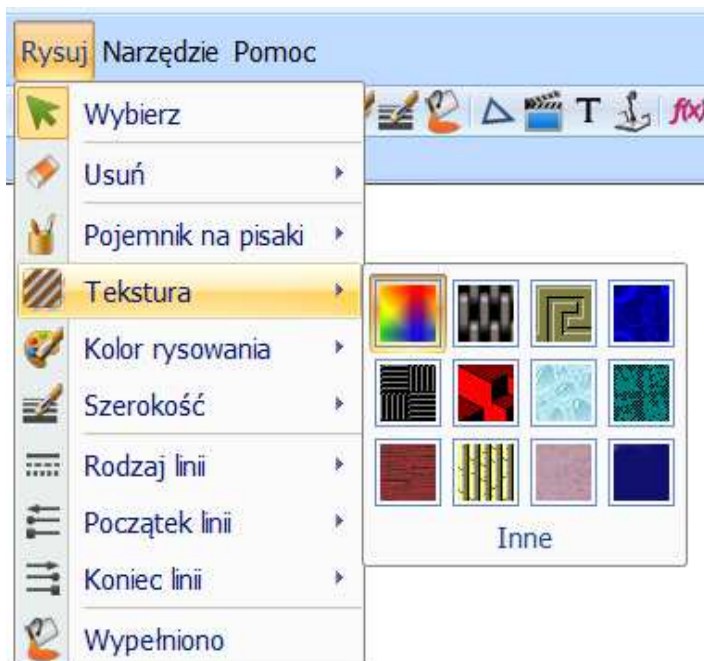 Rysuj Narzędzie Pomoc
Wybierz
T
f(x)
Usuń
Pojemnik na pisaki
Tekstura
Kolor rysowania
Szerokość
Rodzaj linii
Początek linii
Inne
Koniec linii
Wypełniono